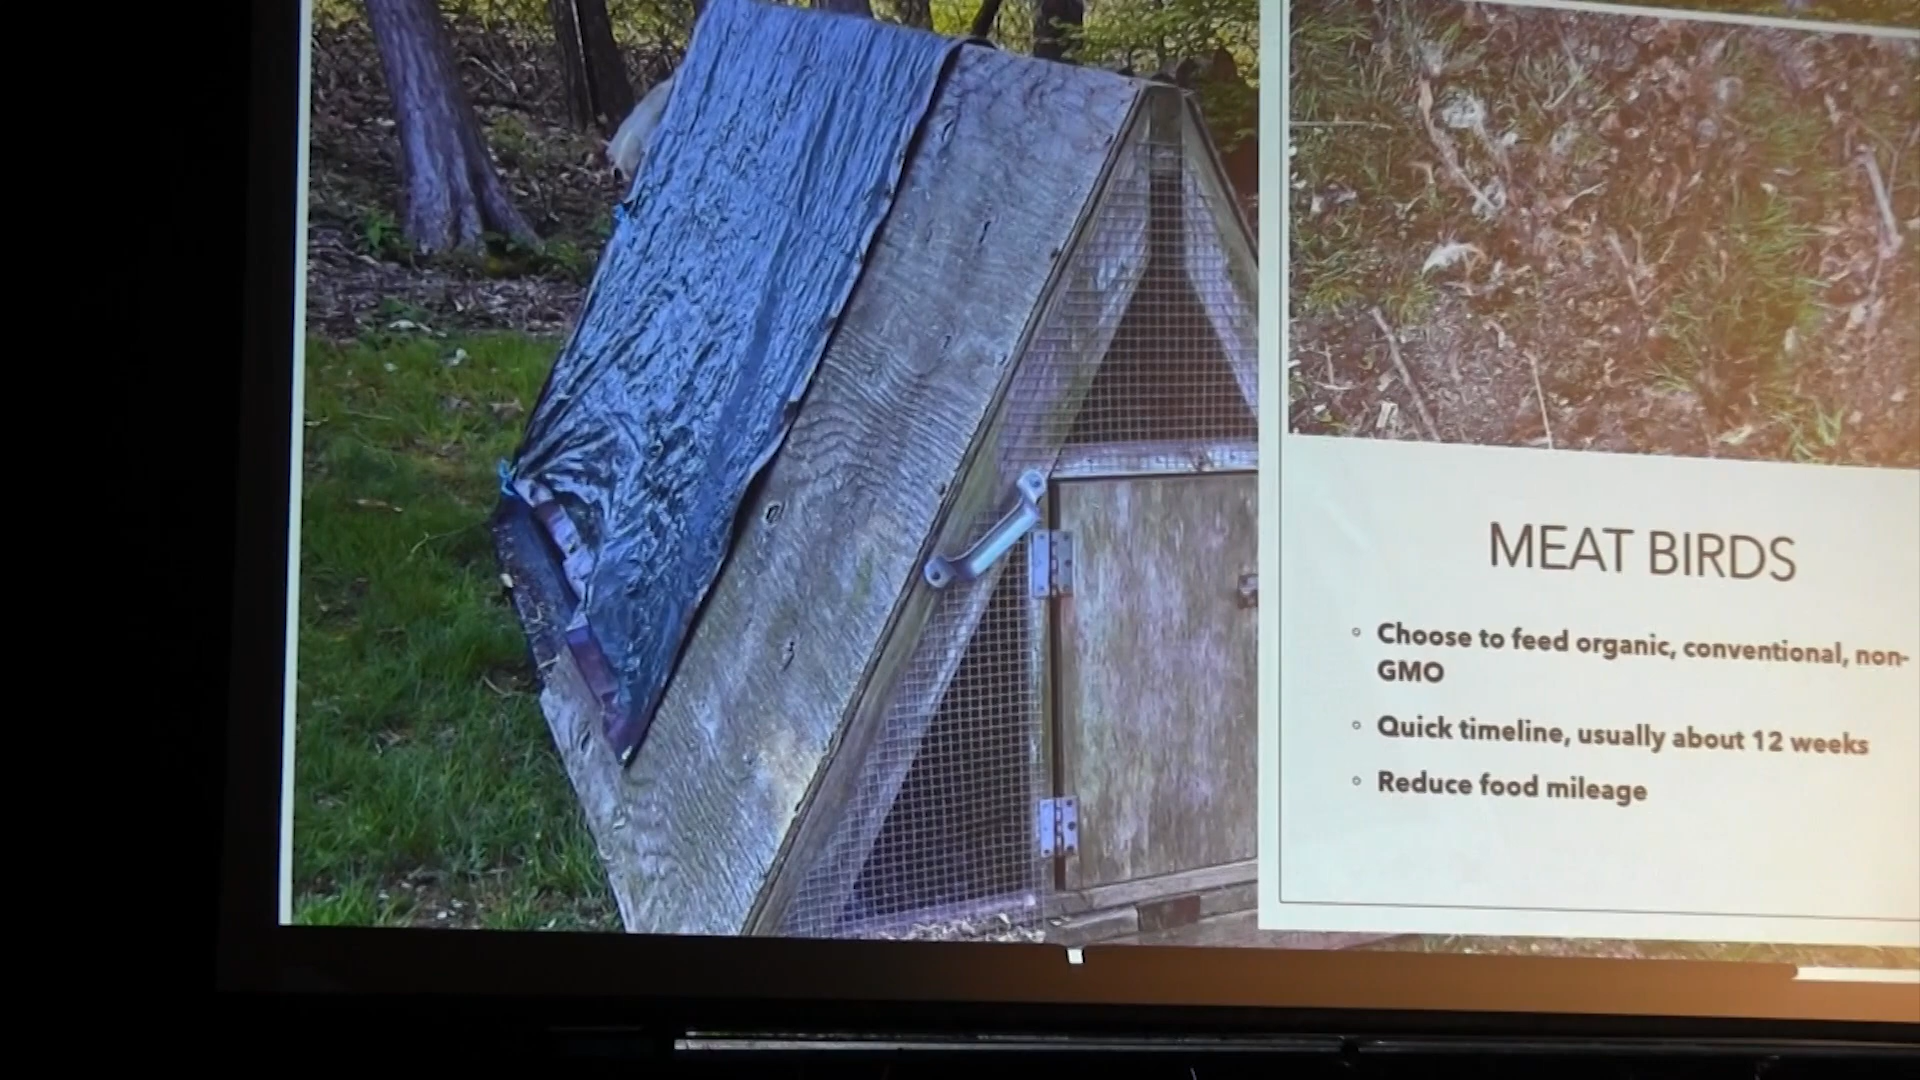 MEAT BIRDS
Choose to feed organic, conventional, non-
GMO
Quick timeline, usually about 12 weeks
Reduce food mileage